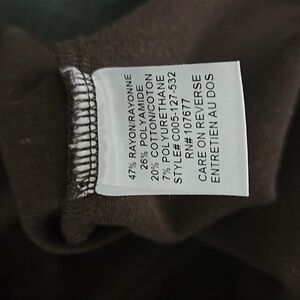 47% RAYON/RAYONNE
26% POLYAMIDE
20% COTTON/COTON
7% POLYURETHANE
STYLE# C005-127-532
RN# 107677
CARE ON REVERSE
ENTRETIEN AU DOS